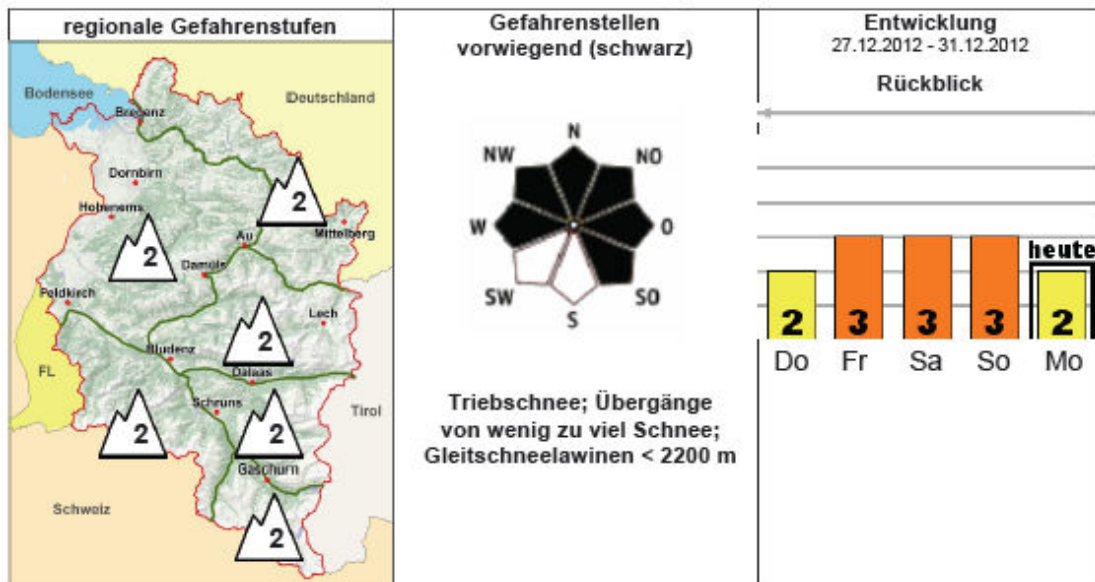 regionale Gefahrenstufen
Bodensee
Deutschland
Bregenz
Dornbirn
2
Hohenems
Mittelberg
Au
2
Damüls
Feldkirch
Lech
2
Bludenz
FL
Dalaas
Schruns
Tirol
2
2
Gaschurn
Schweiz
2
Gefahrenstellen
vorwiegend (schwarz)
N
NW
NO
W
O
SW
SO
S
Triebschnee; Übergänge
von wenig zu viel Schnee;
Gleitschneelawinen < 2200 m
Entwicklung
27.12.2012 - 31.12.2012
Rückblick
heute
2 3 3 3 2
Do Fr Sa So Mo